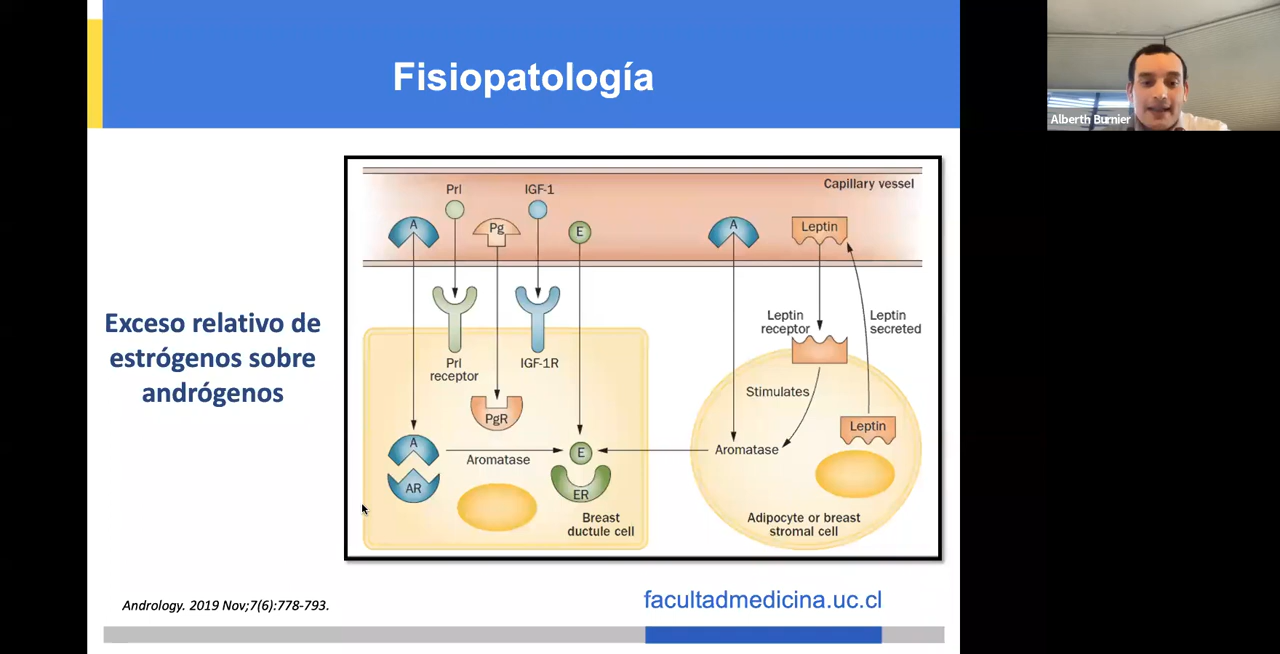 Fisiopatología
Alberth Burnier
Exceso relativo de
estrógenos sobre
andrógenos
Capillary vessel
Prl
IGF-1
A
Pg
E
A
Leptin
Leptin
receptor
Leptin
secreted
Prl
receptor
IGF-1R
Stimulates
PgR
Leptin
A
Aromatase
E
Aromatase
AR
ER
Breast
ductule cell
Adipocyte or breast
stromal cell
Andrology. 2019 Nov;7(6):778-793.
facultadmedicina.uc.cl